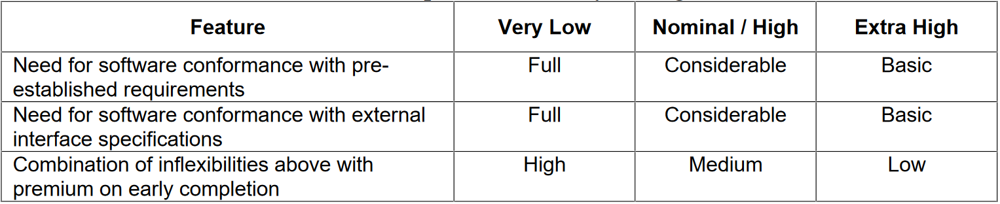 Feature Very Low Nominal / High Extra High
Need for software conformance with pre- Full Considerable Basic
established requirements
Need for software conformance with external Full Considerable Basic
interface specifications
Combination of inflexibilities above with High Medium Low
premium on early completion